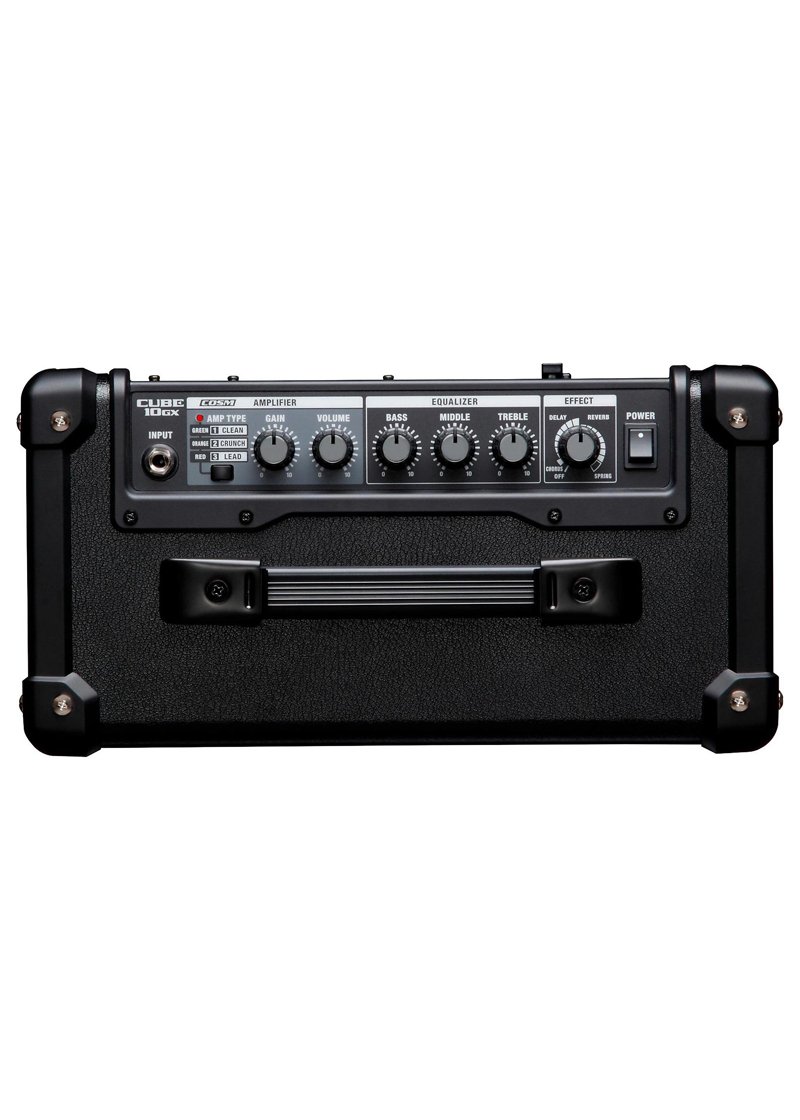 CUBE
10GX
INPUT
COSM AMPLIFIER
AMP TYPE
GREEN 1 CLEAN
ORANGE 2 CRUNCH
RED 3 LEAD
GAIN
0 10
VOLUME
0 10
EQUALIZER
BASS
0 10
MIDDLE
0 10
TREBLE
0 10
EFFECT
DELAY REVERB
CHORUS SPRING
OFF
POWER